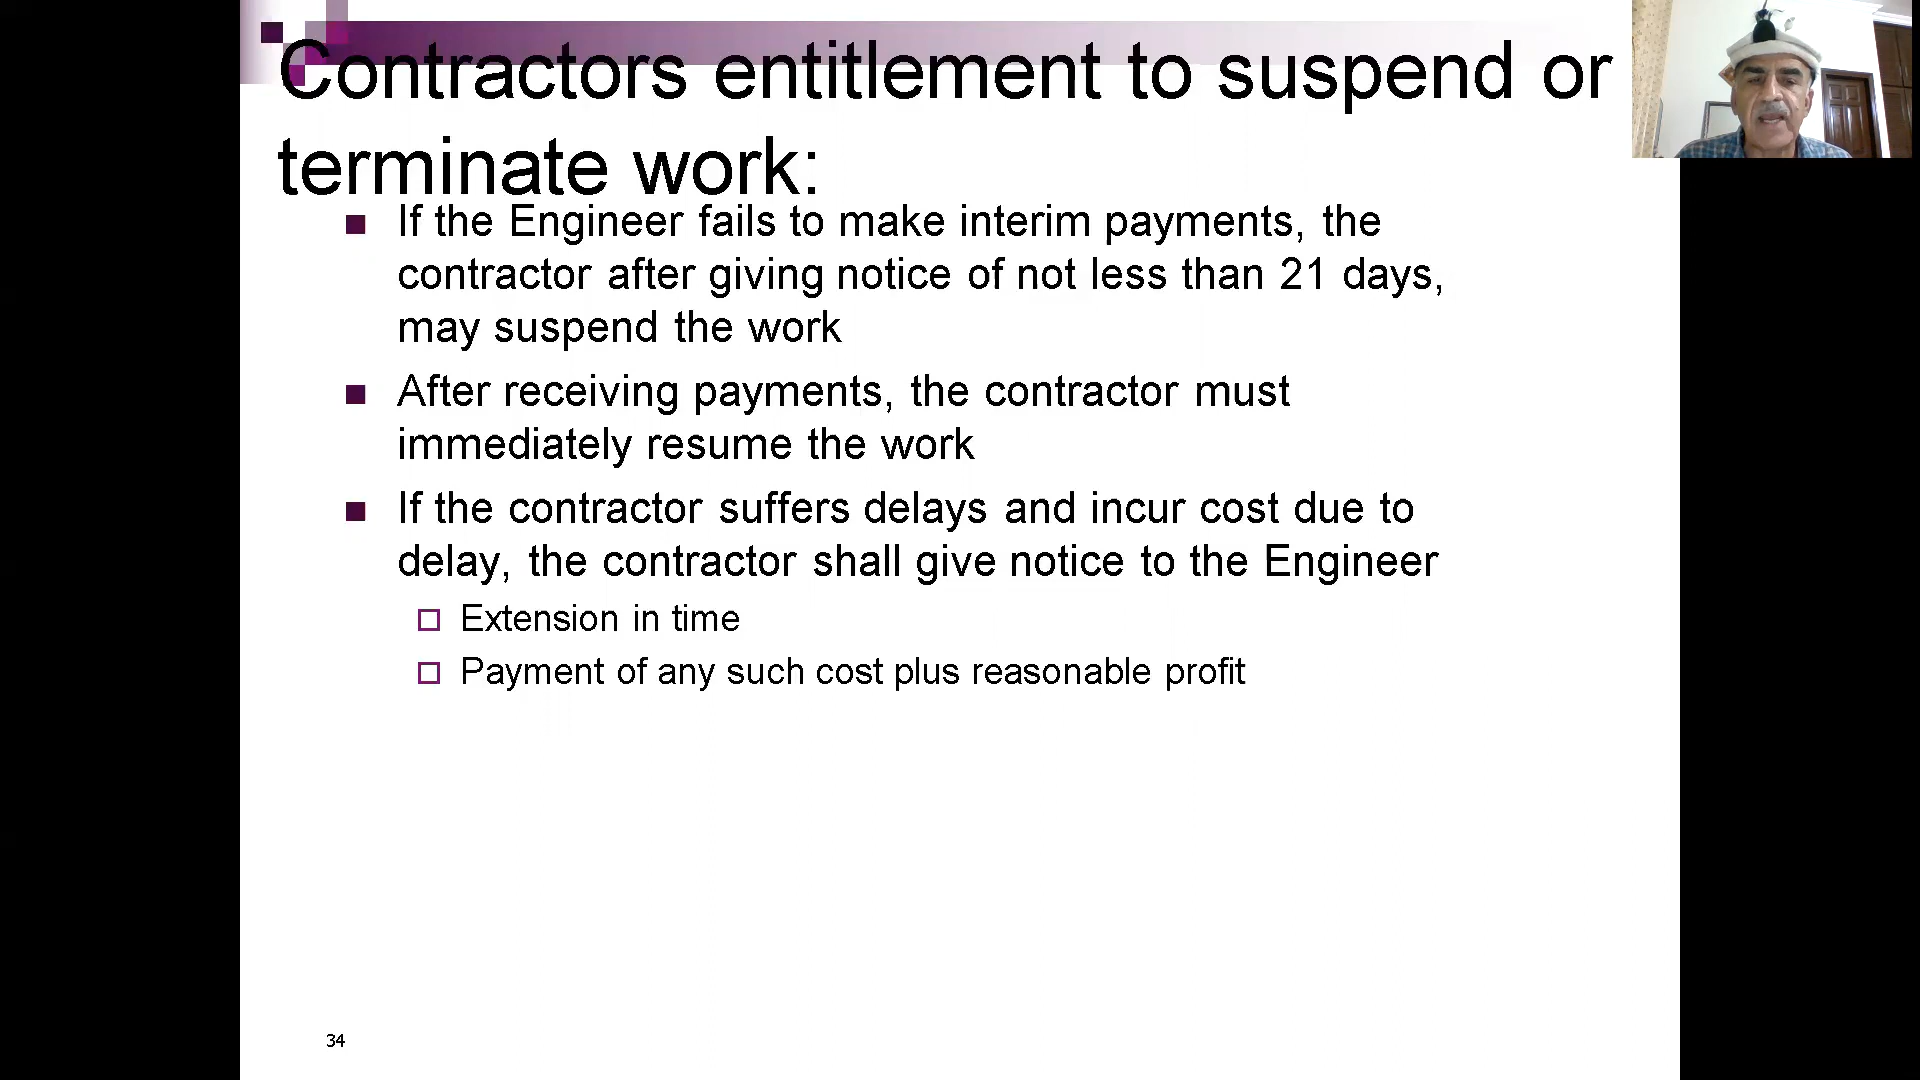 Contractors entitlement to suspend or
terminate work:
If the Engineer fails to make interim payments, the
contractor after giving notice of not less than 21 days,
may suspend the work
After receiving payments, the contractor must
immediately resume the work
If the contractor suffers delays and incur cost due to
delay, the contractor shall give notice to the Engineer
Extension in time
Payment of any such cost plus reasonable profit
34